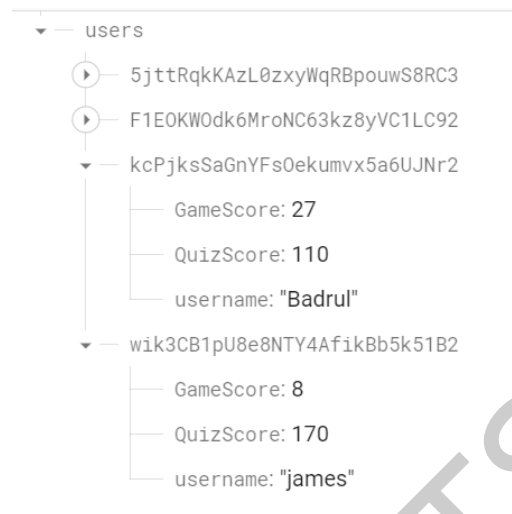 users
5jttRqkKAzL0zxyWqRBpouwS8RC3
F1EOKWOdk6MroNC63kz8yVC1LC92
kcPjksSaGnYFsOekumvx5a6UJNr2
GameScore: 27
QuizScore: 110
username: "Badrul"
wik3CB1pU8e8NTY4AfikBb5k51B2
GameScore: 8
QuizScore: 170
username: "james"